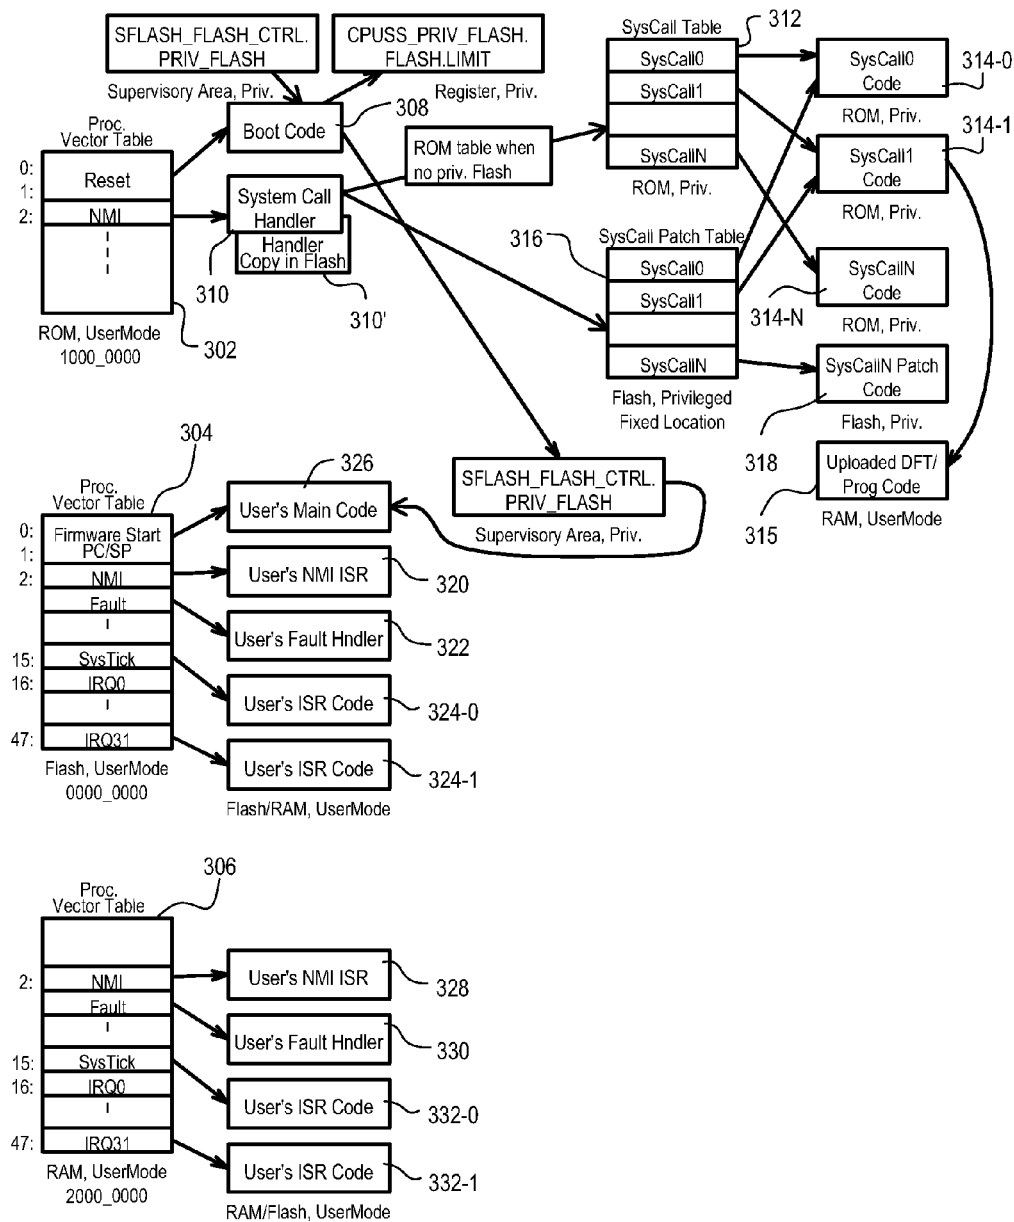 SFLASH_FLASH_CTRL.
PRIV_FLASH
Supervisory Area, Priv.
CPUSS_PRIV_FLASH.
FLASH.LIMIT
Register, Priv.
308
Boot Code
Proc.
Vector Table
0:
Reset
1:
2:
NMI
302
ROM, UserMode
1000_0000
System Call
Handler
310
Handler
Copy in Flash
310'
ROM table when
no priv. Flash
SysCall Table
312
SysCall0
SysCall1
SysCallN
ROM, Priv.
316
SysCall Patch Table
SysCall0
SysCall1
SysCallN
Flash, Privileged
Fixed Location
SysCall0
Code
314-0
ROM, Priv.
SysCall1
Code
314-1
ROM, Priv.
SysCallN
Code
314-N
ROM, Priv.
SysCallN Patch
Code
318
Flash, Priv.
Uploaded DFT/
Prog Code
315
RAM, UserMode
SFLASH_FLASH_CTRL.
PRIV_FLASH
Supervisory Area, Priv.
304
Proc.
Vector Table
0:
Firmware Start
1:
PC/SP
2:
NMI
Fault
15:
SysTick
16:
IRQ0
47:
IRQ31
Flash, UserMode
0000_0000
326
User's Main Code
User's NMI ISR
320
User's Fault Hndler
322
User's ISR Code
324-0
User's ISR Code
324-1
Flash/RAM, UserMode
306
Proc.
Vector Table
2:
NMI
Fault
15:
SysTick
16:
IRQ0
47:
IRQ31
RAM, UserMode
2000_0000
User's NMI ISR
328
User's Fault Hndler
330
User's ISR Code
332-0
User's ISR Code
332-1
RAM/Flash, UserMode